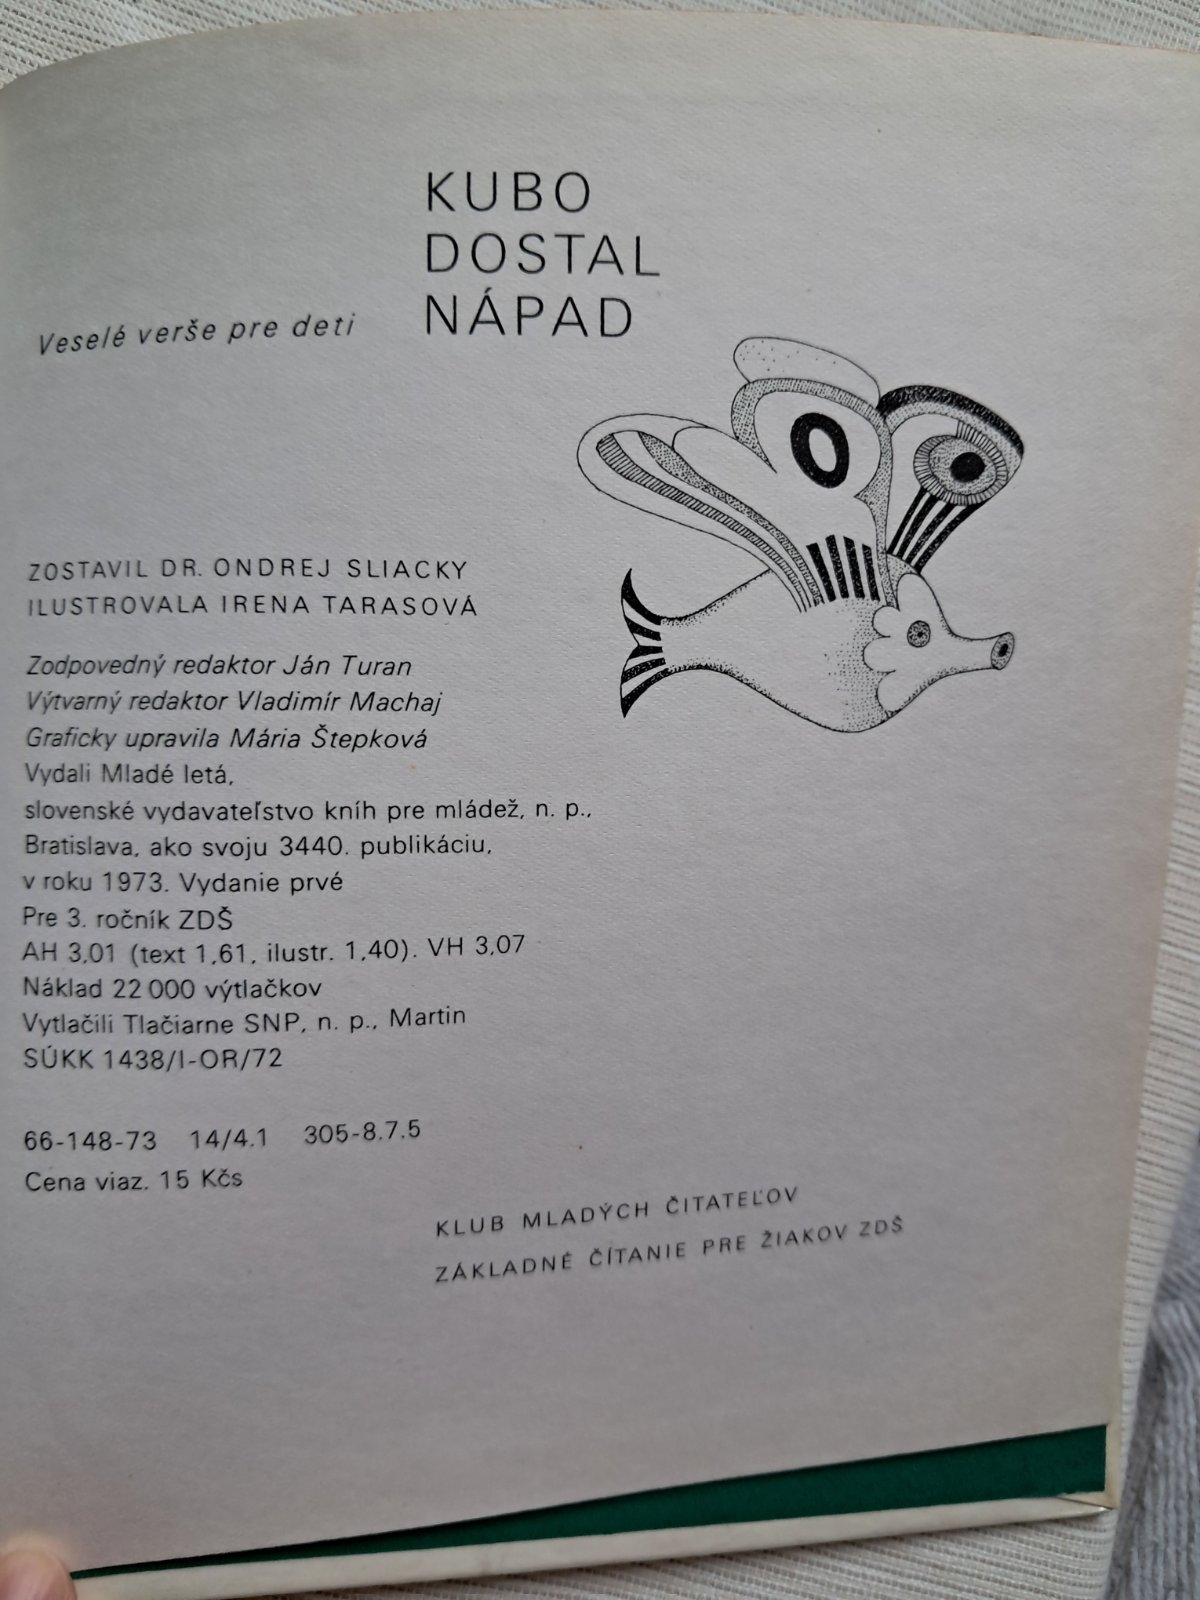 KUBO
DOSTAL
NÁPAD
Veselé verše pre deti
ZOSTAVIL DR. ONDREJ SLIACKY
ILUSTROVALA IRENA TARASOVÁ
Zodpovedný redaktor Ján Turan
Výtvarný redaktor Vladimír Machaj
Graficky upravila Mária Štepková
Vydali Mladé letá,
slovenské vydavateľstvo kníh pre mládež, n. p.,
Bratislava, ako svoju 3440. publikáciu,
v roku 1973. Vydanie prvé
Pre 3. ročník ZDŠ
AH 3,01 (text 1,61, ilustr. 1,40). VH 3,07
Náklad 22 000 výtlačkov
Vytlačili Tlačiarne SNP, n. p., Martin
SÚKK 1438/I-OR/72
66-148-73 14/4.1 305-8.7.5
Cena viaz. 15 Kčs
KLUB MLADÝCH ČITATEĽOV
ZÁKLADNÉ ČÍTANIE PRE ŽIAKOV ZDŠ